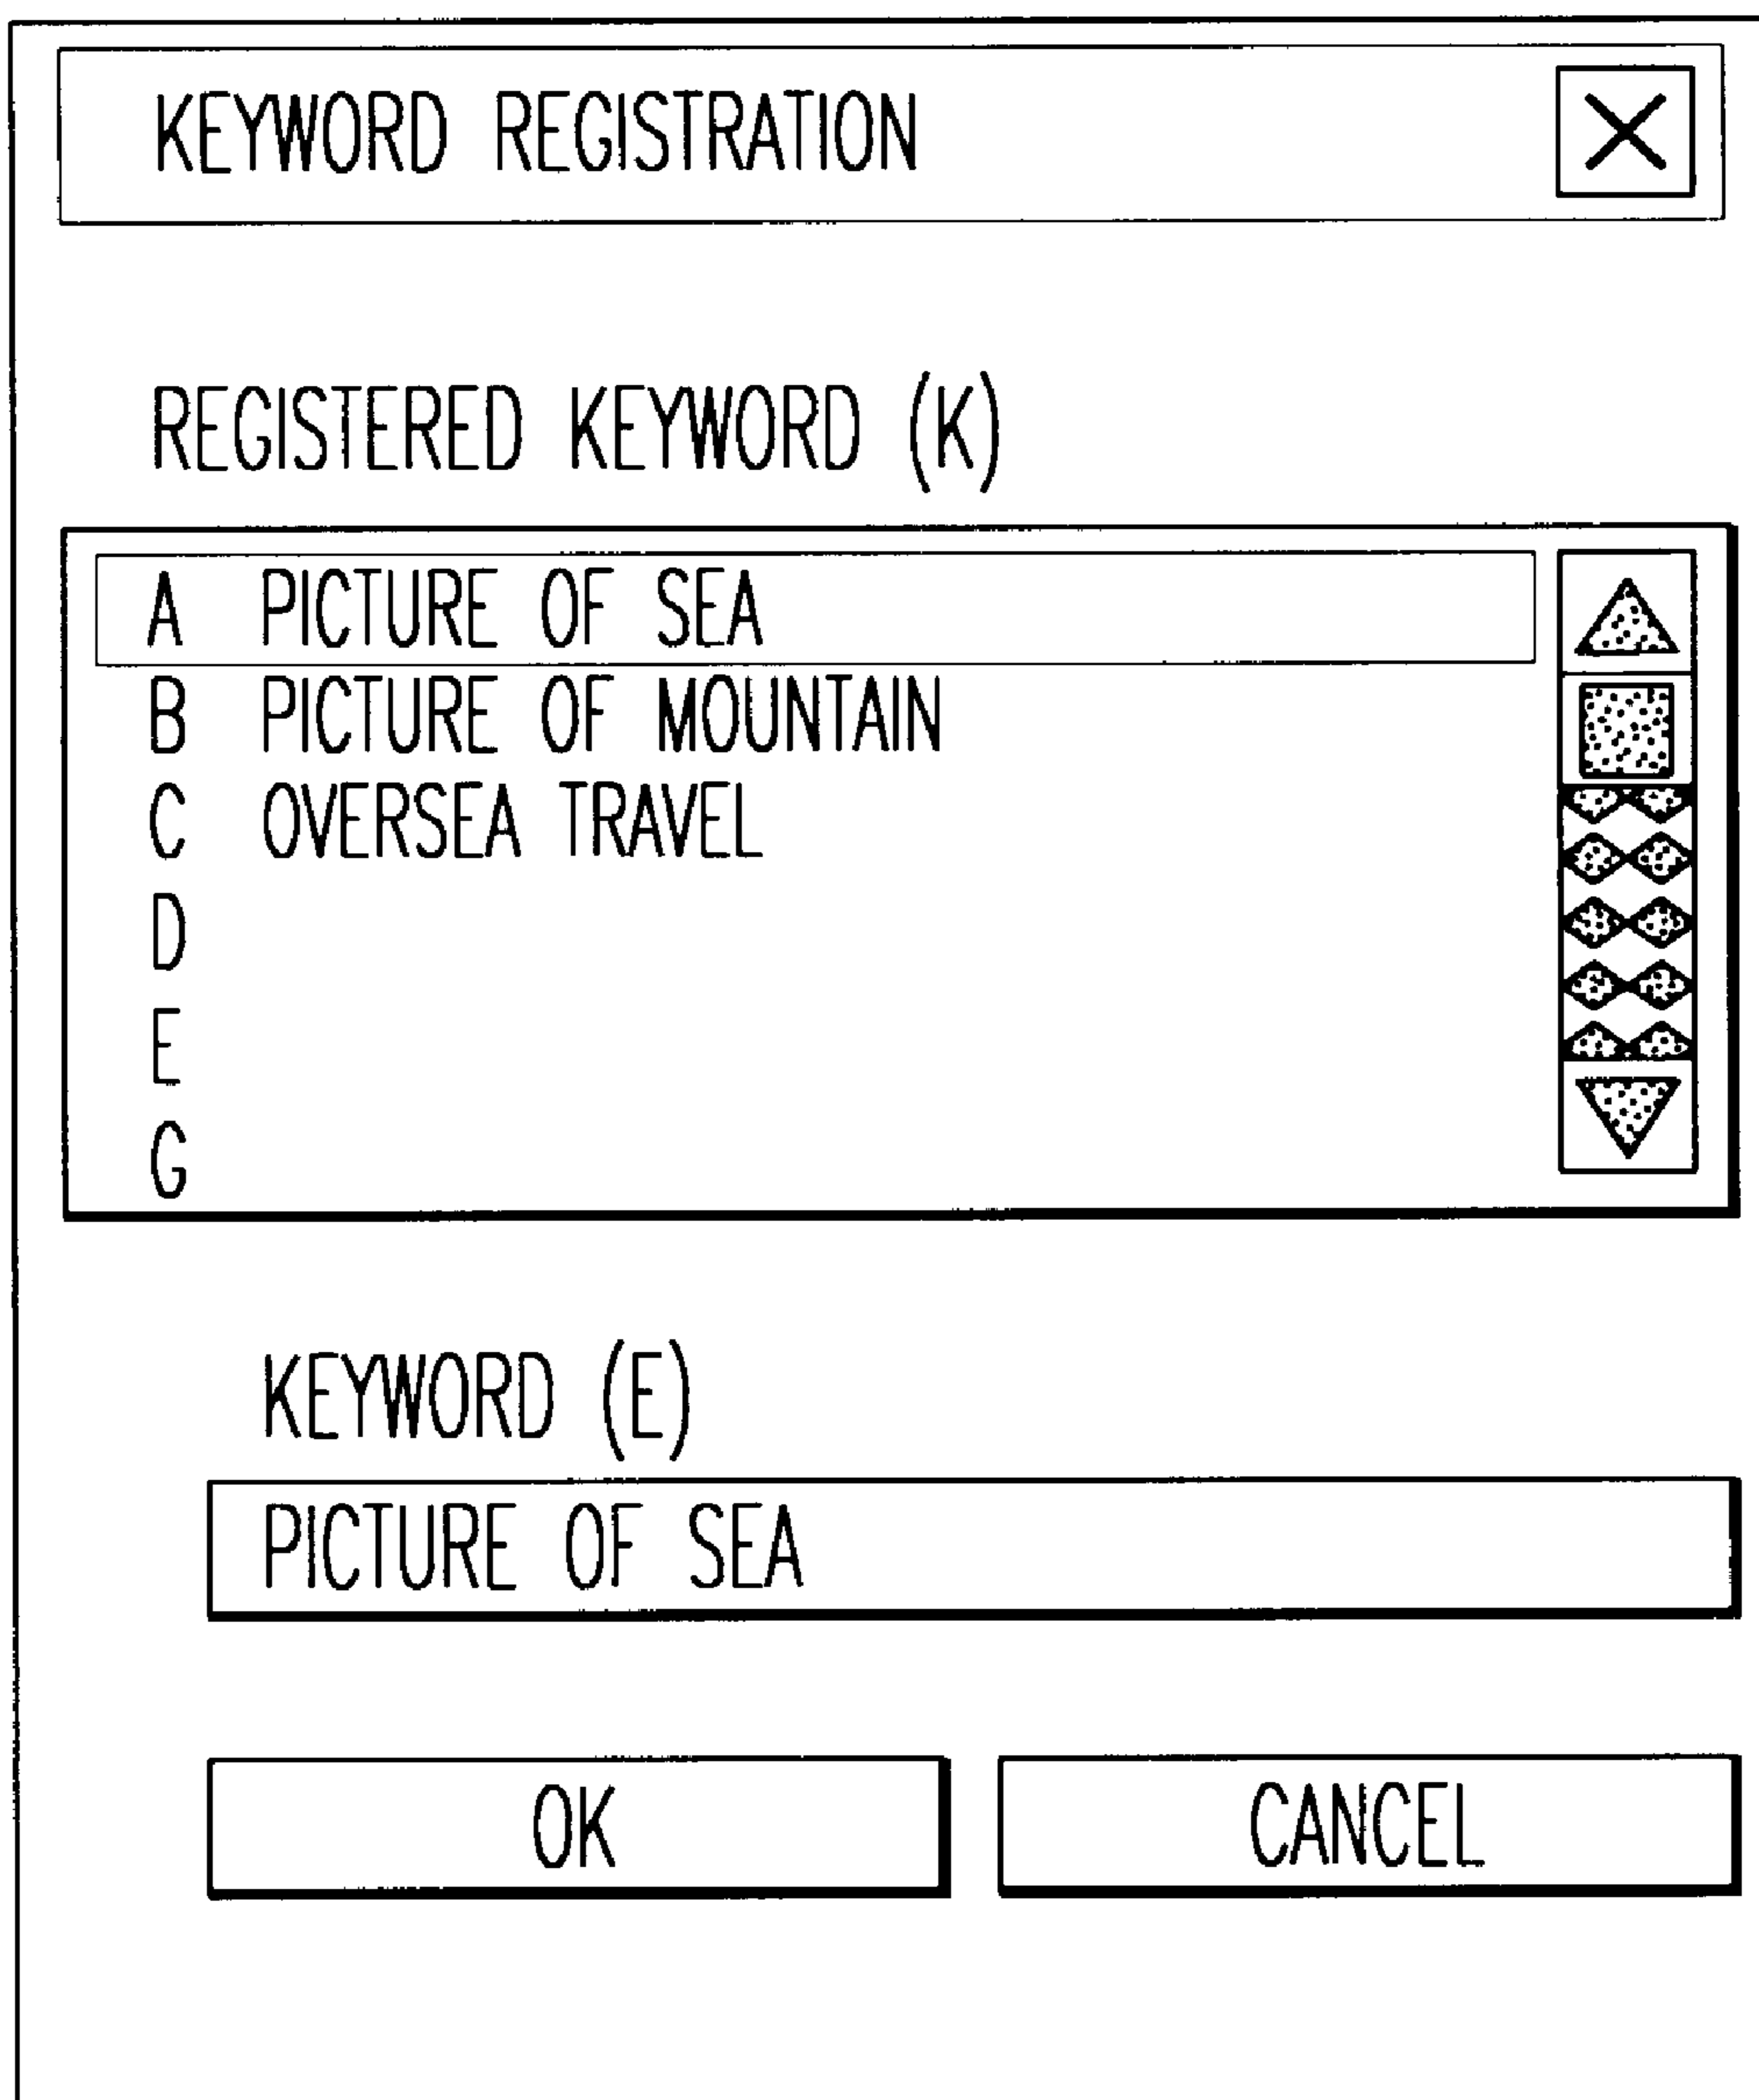 KEYWORD REGISTRATION
REGISTERED KEYWORD (K)
A PICTURE OF SEA
B PICTURE OF MOUNTAIN
C OVERSEA TRAVEL
D
E
G
KEYWORD (E)
PICTURE OF SEA
OK CANCEL